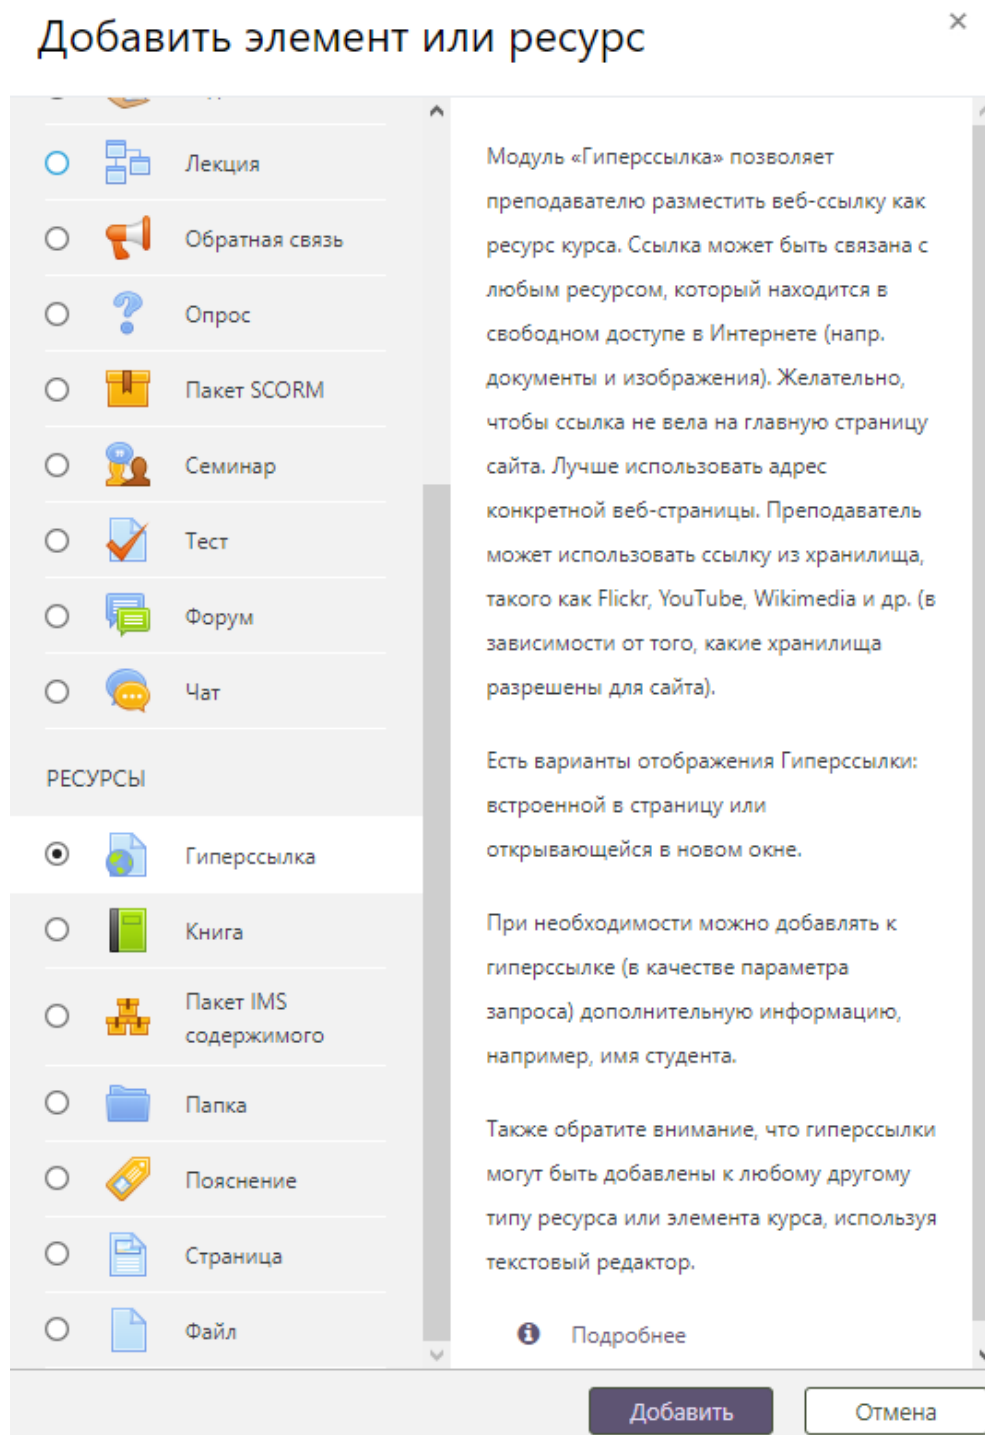 Добавить элемент или ресурс
Лекция
Обратная связь
Опрос
Пакет SCORM
Семинар
Тест
Форум
Чат
РЕСУРСЫ
Гиперссылка
Книга
Пакет IMS
содержимого
Папка
Пояснение
Страница
Файл
Модуль «Гиперссылка» позволяет
преподавателю разместить веб-ссылку как
ресурс курса. Ссылка может быть связана с
любым ресурсом, который находится в
свободном доступе в Интернете (напр.
документы и изображения). Желательно,
чтобы ссылка не вела на главную страницу
сайта. Лучше использовать адрес
конкретной веб-страницы. Преподаватель
может использовать ссылку из хранилища,
такого как Flickr, YouTube, Wikimedia и др. (в
зависимости от того, какие хранилища
разрешены для сайта).
Есть варианты отображения Гиперссылки:
встроенной в страницу или
открывающейся в новом окне.
При необходимости можно добавлять к
гиперссылке (в качестве параметра
запроса) дополнительную информацию,
например, имя студента.
Также обратите внимание, что гиперссылки
могут быть добавлены к любому другому
типу ресурса или элемента курса, используя
текстовый редактор.
Подробнее
Добавить
Отмена